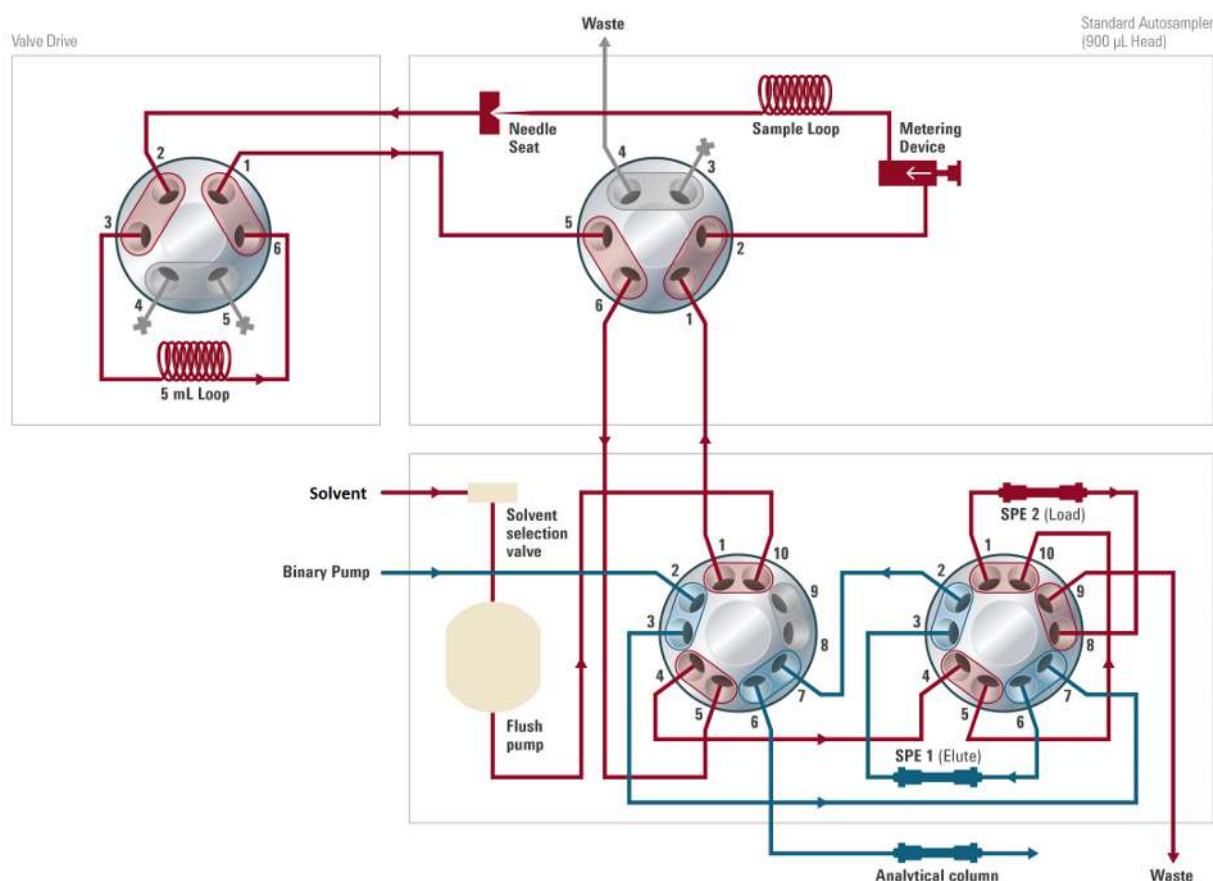 Valve Drive
Waste
Standard Autosampler
(900 µL Head)
Needle
Seat
Sample Loop
Metering
Device
2
1
3
6
4
5
5 mL Loop
4
3
5
2
6
1
Solvent
Solvent
selection
valve
Binary Pump
Flush
pump
1
10
2
9
3
8
4
7
5
6
SPE 2 (Load)
1
10
2
9
3
8
4
7
5
6
SPE 1 (Elute)
Analytical column
Waste